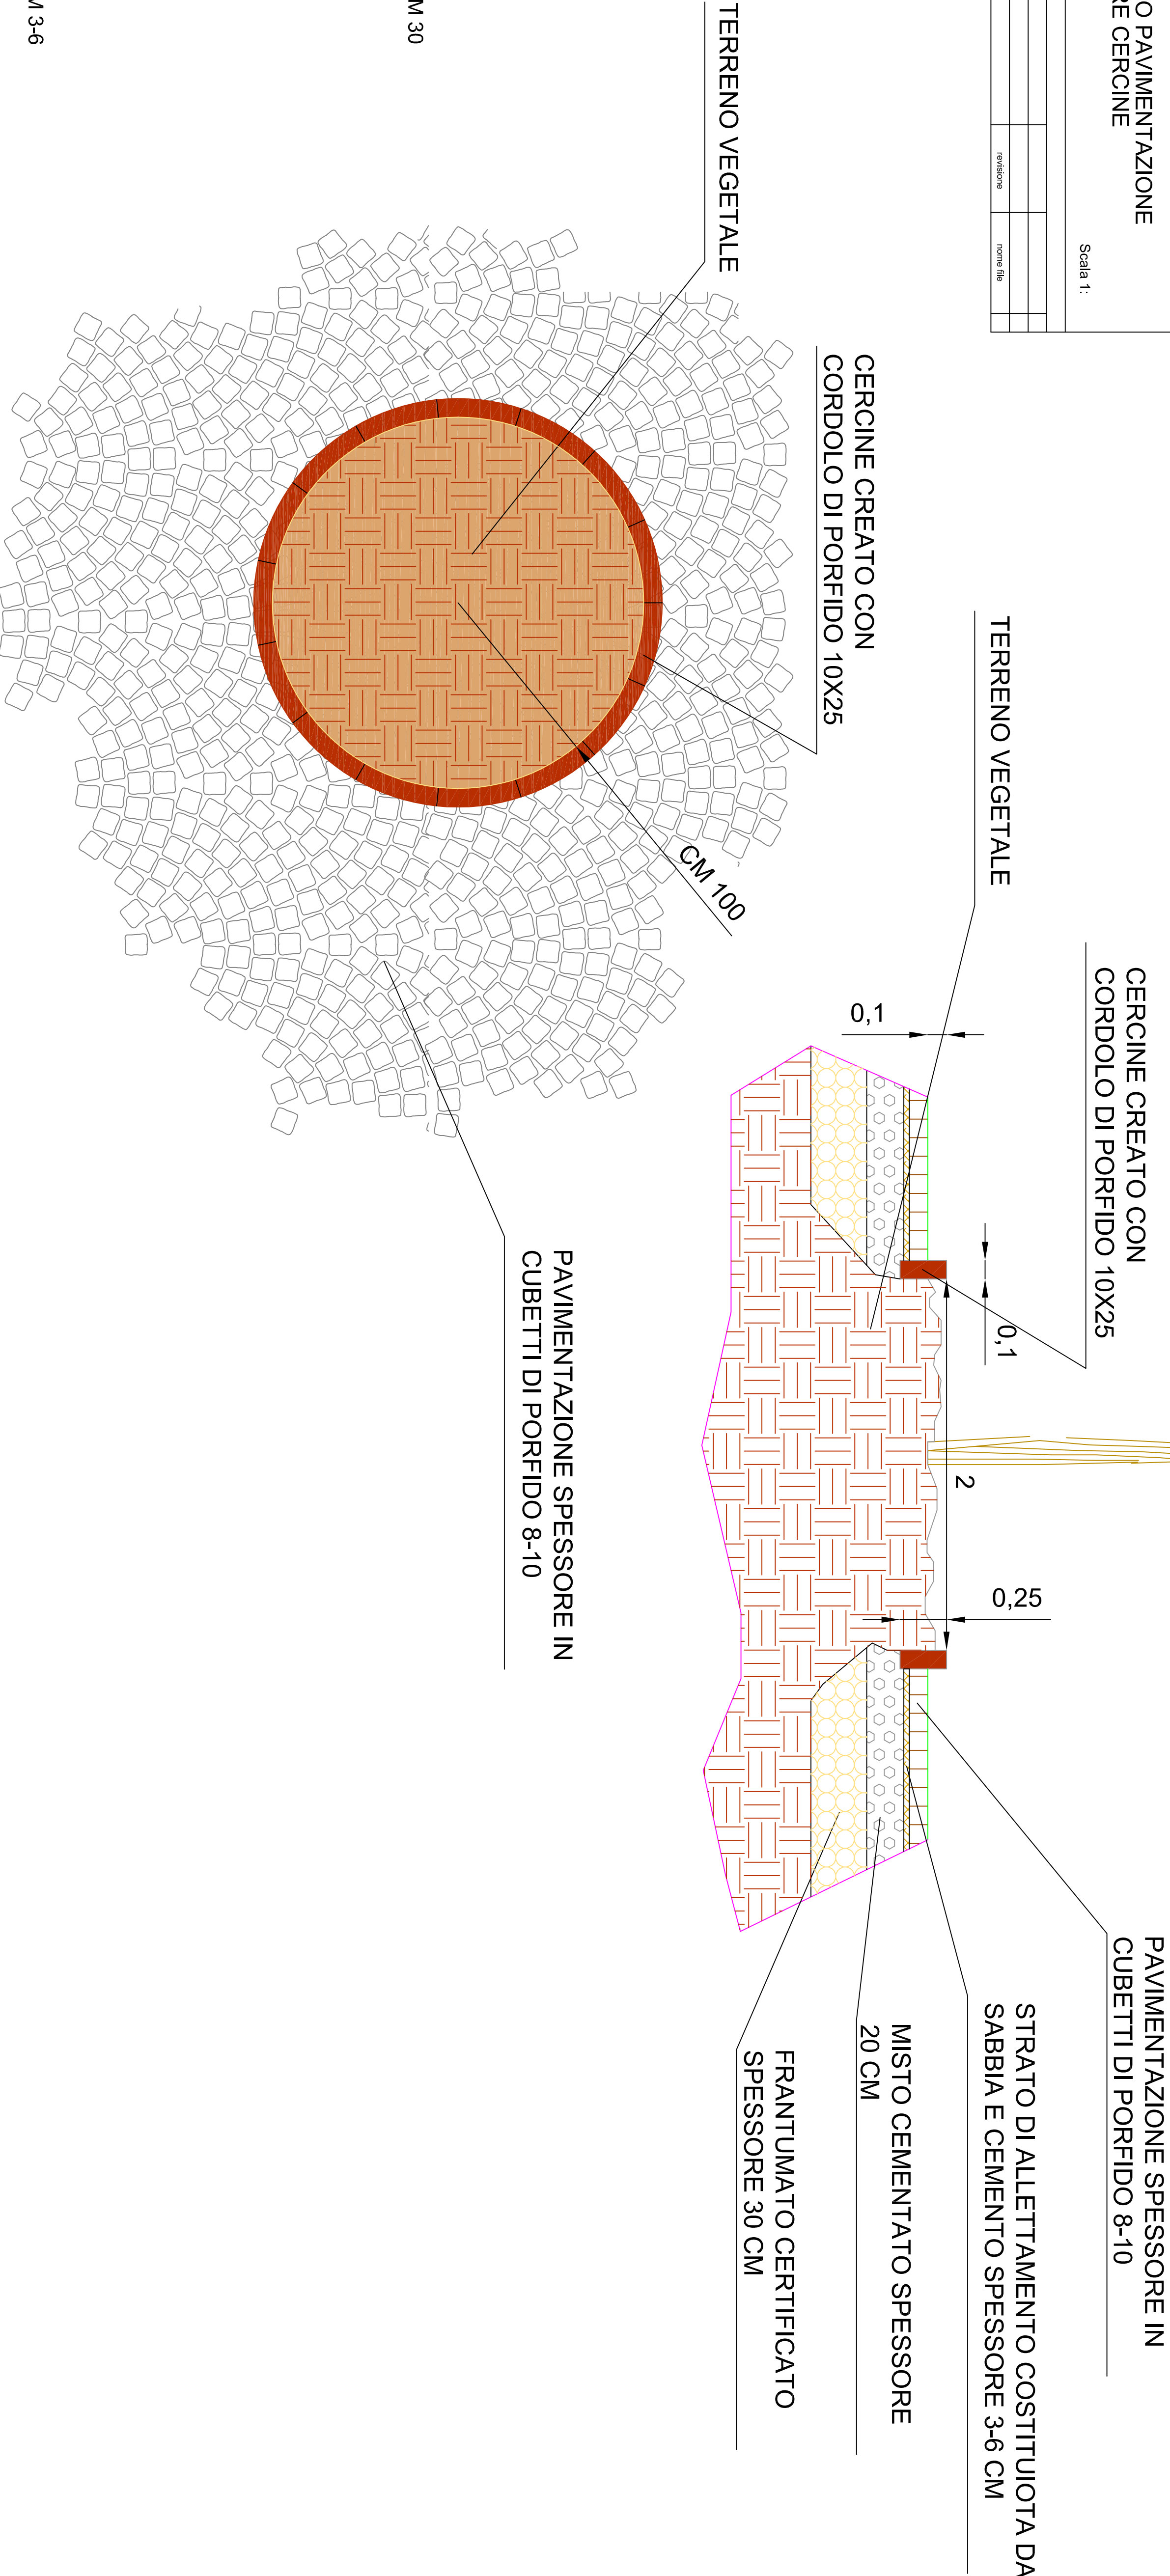 O PAVIMENTAZIONE
RE CERCINE
Scala 1:
revisione
nome file
CERCINE CREATO CON
CORDOLO DI PORFIDO 10X25
PAVIMENTAZIONE SPESSORE IN
CUBETTI DI PORFIDO 8-10
TERRENO VEGETALE
STRATO DI ALLETTAMENTO COSTITUIOTA DA
SABBIA E CEMENTO SPESSORE 3-6 CM
MISTO CEMENTATO SPESSORE
20 CM
FRANTUMATO CERTIFICATO
SPESSORE 30 CM
0,1
0,1
2
0,25
CERCINE CREATO CON
CORDOLO DI PORFIDO 10X25
TERRENO VEGETALE
CM 100
PAVIMENTAZIONE SPESSORE IN
CUBETTI DI PORFIDO 8-10
M 30
M 3-6